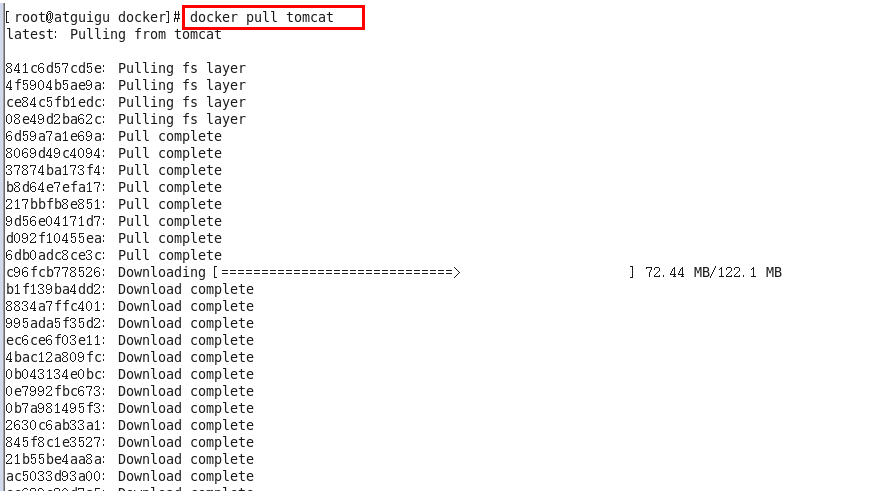 [root@atguigu docker]# docker pull tomcat
latest: Pulling from tomcat
841c6d57cd5e: Pulling fs layer
4f5904b5ae9a: Pulling fs layer
ce84c5fb1edc: Pulling fs layer
08e49d2ba62c: Pulling fs layer
6d59a7a1e69a: Pull complete
8069d49c4094: Pull complete
37874ba173f4: Pull complete
b8d64e7efa17: Pull complete
217bbfb8e851: Pull complete
9d56e04171d7: Pull complete
d092f10455ea: Pull complete
6db0adc8ce3c: Pull complete
c96fcb778526: Downloading [=============================>                     ] 72.44 MB/122.1 MB
b1f139ba4dd2: Download complete
8834a7ffc401: Download complete
995ada5f35d2: Download complete
ec6ce6f03e11: Download complete
4bac12a809fc: Download complete
0b043134e0bc: Download complete
0e7992fbc673: Download complete
0b7a981495f3: Download complete
2630c6ab33a1: Download complete
845f8c1e3527: Download complete
21b55be4aa8a: Download complete
ac5033d93a00: Download complete